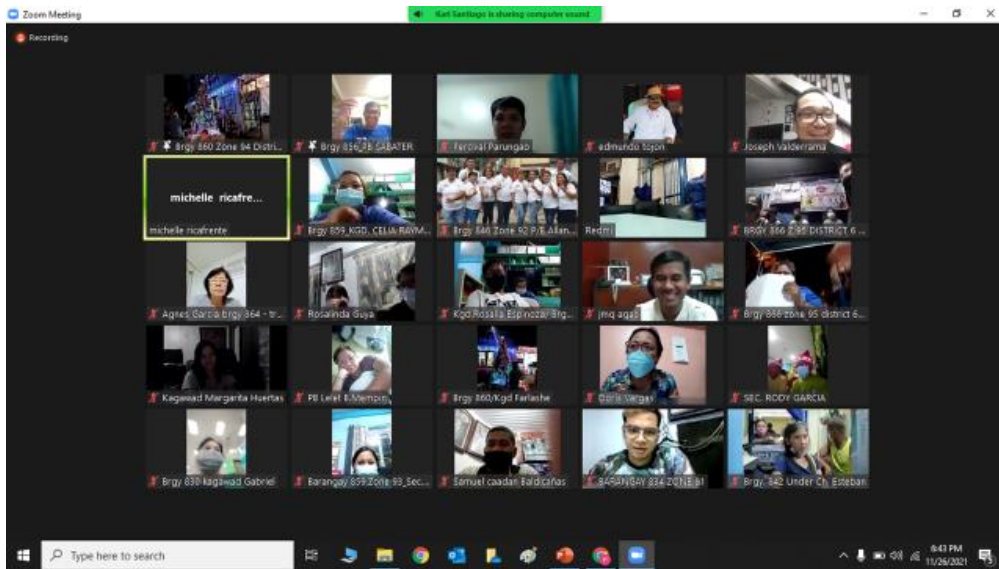 Zoom Meeting
Karl Santiago is sharing computer sound
Recording
Brgy 860 Zone 94 Distri...
Brgy 856_PB SABATER
Percival Parungao
edmundo tojon
Joseph Valderrama
michelle ricafre...
michelle ricafrente
Brgy 859_KGD. CELIA RAYM...
Brgy 846 Zone 92 P/B Allan...
Redmi
BRGY 866 Z 95 DISTRICT 6 ...
Agnes Garcia brgy 864 - tr...
Rosalinda Guya
Kgd.Rosalia Espinoza/ Brg...
jmq agao
Brgy 866 zone 95 district 6...
Kagawad Margarita Huertas
PB Lelet B.Mempin
Brgy 860/Kgd Farlashe
Doris Vargas
SEC. RODY GARCIA
Brgy 830 kagawad Gabriel
Barangay 859 Zone 93_Sec...
Samuel caadan Baldicañas
BARANGAY 834 ZONE 91
Brgy. 842 Under Ch. Esteban
Type here to search
6:43 PM
11/26/2021